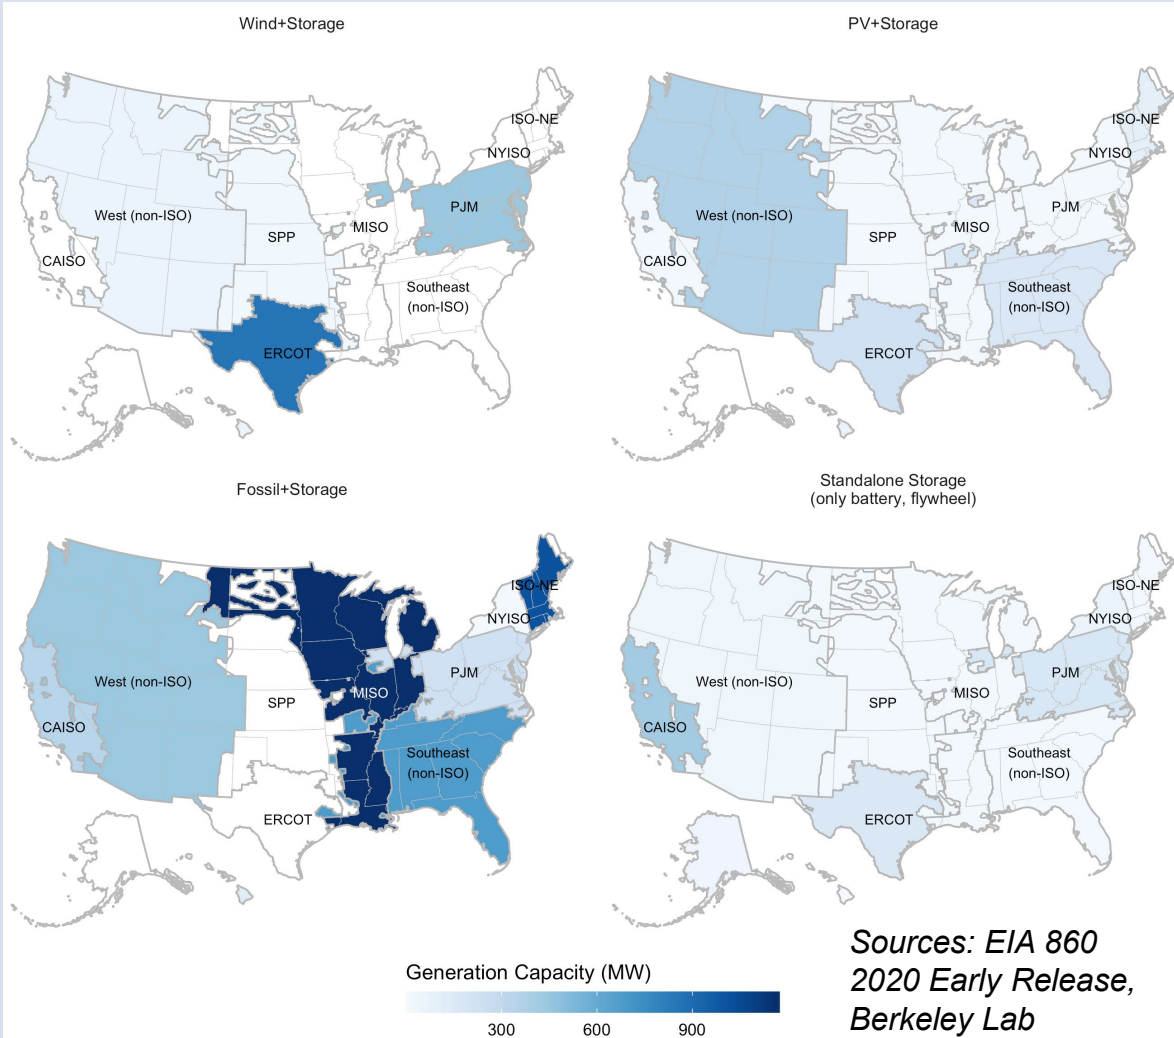 Wind+Storage
PV+Storage
ISO-NE
NYISO
PJM
West (non-ISO)
SPP
MISO
CAISO
Southeast
(non-ISO)
ERCOT
ISO-NE
NYISO
PJM
West (non-ISO)
SPP
MISO
CAISO
Southeast
(non-ISO)
ERCOT
Fossil+Storage
Standalone Storage
(only battery, flywheel)
ISO-NE
NYISO
PJM
West (non-ISO)
SPP
MISO
CAISO
Southeast
(non-ISO)
ERCOT
ISO-NE
NYISO
PJM
West (non-ISO)
SPP
MISO
CAISO
Southeast
(non-ISO)
ERCOT
Generation Capacity (MW)
300 600 900
Sources: EIA 860
2020 Early Release,
Berkeley Lab